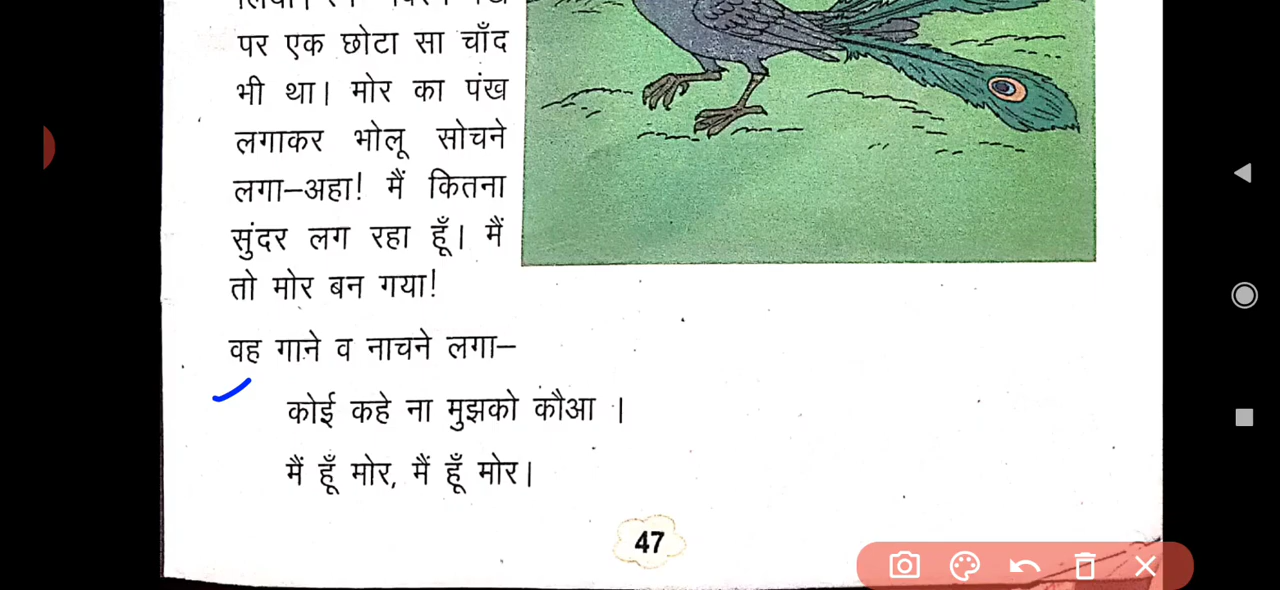 पर एक छोटा सा चाँद
भी था। मोर का पंख
लगाकर भोलू सोचने
लगा–अहा! मैं कितना
सुंदर लग रहा हूँ। मैं
तो मोर बन गया!
वह गाने व नाचने लगा–
कोई कहे ना मुझको कौआ ।
मैं हूँ मोर, मैं हूँ मोर।
47